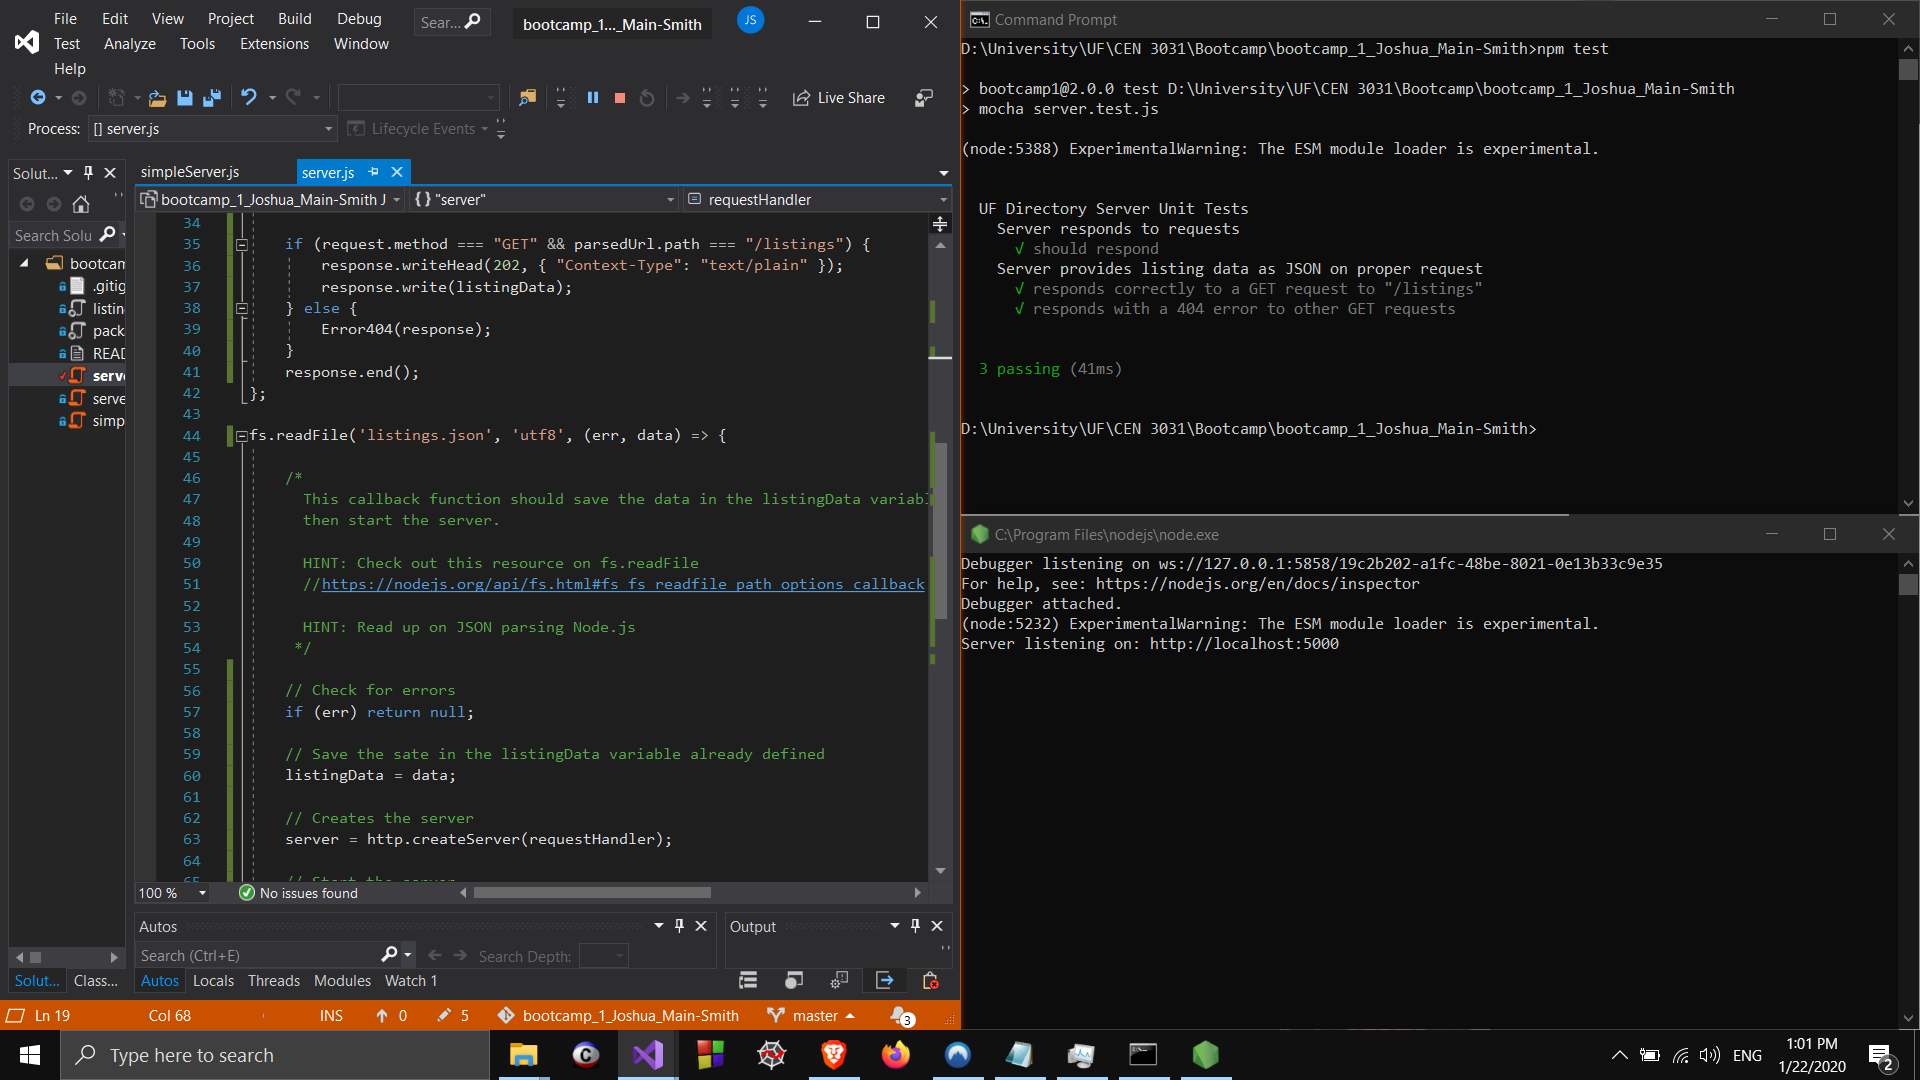 File Edit View Project Build Debug
Test Analyze Tools Extensions Window
Help
Sear...
bootcamp_1..._Main-Smith
JS
Live Share
Process: [] server.js
Lifecycle Events
Solut...
simpleServer.js
server.js
bootcamp_1_Joshua_Main-Smith J
{} "server"
requestHandler
Search Solu
bootcam
.gitig
listin
pack
READ
serve
serve
simp
34
35 if (request.method === "GET" && parsedUrl.path === "/listings") {
36 response.writeHead(202, { "Context-Type": "text/plain" });
37 response.write(listingData);
38 } else {
39 Error404(response);
40 }
41 response.end();
42 };
43
44 fs.readFile('listings.json', 'utf8', (err, data) => {
45
46 /*
47 This callback function should save the data in the listingData variabl
48 then start the server.
49
50 HINT: Check out this resource on fs.readFile
51 //https://nodejs.org/api/fs.html#fs_fs_readfile_path_options_callback
52
53 HINT: Read up on JSON parsing Node.js
54 */
55
56 // Check for errors
57 if (err) return null;
58
59 // Save the sate in the listingData variable already defined
60 listingData = data;
61
62 // Creates the server
63 server = http.createServer(requestHandler);
64
65 // Start the server
100 %
No issues found
Autos
Search (Ctrl+E)
Search Depth:
Output
Solut... Class...
Autos Locals Threads Modules Watch 1
Ln 19 Col 68 INS 0 5 bootcamp_1_Joshua_Main-Smith master 3
Command Prompt
D:\University\UF\CEN 3031\Bootcamp\bootcamp_1_Joshua_Main-Smith>npm test
> bootcamp1@2.0.0 test D:\University\UF\CEN 3031\Bootcamp\bootcamp_1_Joshua_Main-Smith
> mocha server.test.js
(node:5388) ExperimentalWarning: The ESM module loader is experimental.
UF Directory Server Unit Tests
Server responds to requests
√ should respond
Server provides listing data as JSON on proper request
√ responds correctly to a GET request to "/listings"
√ responds with a 404 error to other GET requests
3 passing (41ms)
D:\University\UF\CEN 3031\Bootcamp\bootcamp_1_Joshua_Main-Smith>
C:\Program Files\nodejs\node.exe
Debugger listening on ws://127.0.0.1:5858/19c2b202-a1fc-48be-8021-0e13b33c9e35
For help, see: https://nodejs.org/en/docs/inspector
Debugger attached.
(node:5232) ExperimentalWarning: The ESM module loader is experimental.
Server listening on: http://localhost:5000
Type here to search
ENG
1:01 PM
1/22/2020
2